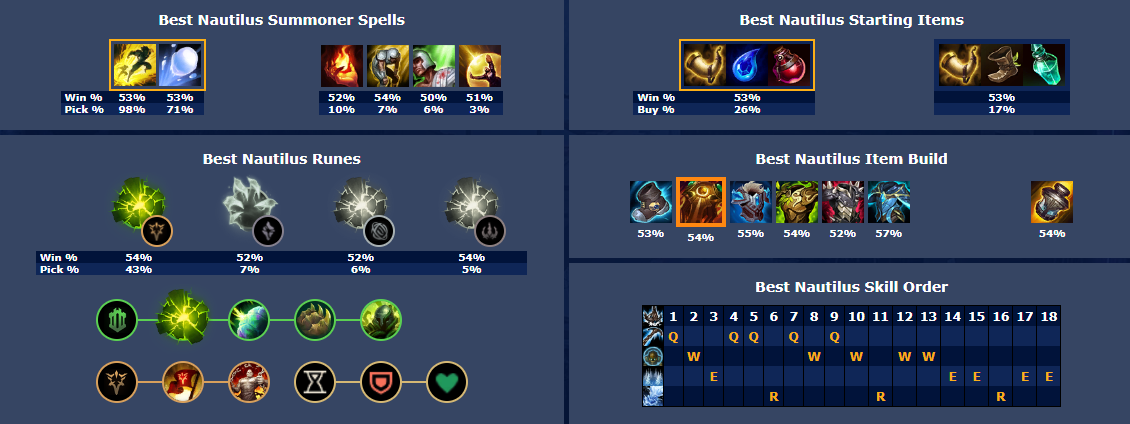 Best Nautilus Summoner Spells
Win % 53% 53% 52% 54% 50% 51%
Pick % 98% 71% 10% 7% 6% 3%
Best Nautilus Starting Items
Win % 53% 53%
Buy % 26% 17%
Best Nautilus Runes
Win % 54% 52% 52% 54%
Pick % 43% 7% 6% 5%
Best Nautilus Item Build
53% 54% 55% 54% 52% 57% 54%
Best Nautilus Skill Order
1 2 3 4 5 6 7 8 9 10 11 12 13 14 15 16 17 18
Q Q Q Q Q
W W W W W
E E E E E
R R R